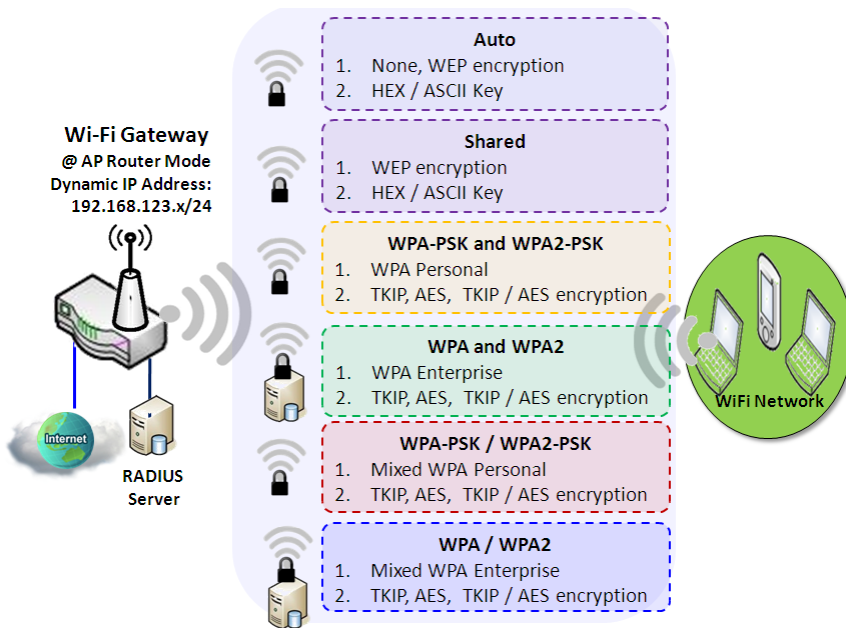 Auto
1. None, WEP encryption
2. HEX / ASCII Key
Wi-Fi Gateway
@ AP Router Mode
Dynamic IP Address:
192.168.123.x/24
Shared
1. WEP encryption
2. HEX / ASCII Key
WPA-PSK and WPA2-PSK
1. WPA Personal
2. TKIP, AES, TKIP / AES encryption
WPA and WPA2
1. WPA Enterprise
2. TKIP, AES, TKIP / AES encryption
WPA-PSK / WPA2-PSK
1. Mixed WPA Personal
2. TKIP, AES, TKIP / AES encryption
WPA / WPA2
1. Mixed WPA Enterprise
2. TKIP, AES, TKIP / AES encryption
Internet
RADIUS
Server
WiFi Network